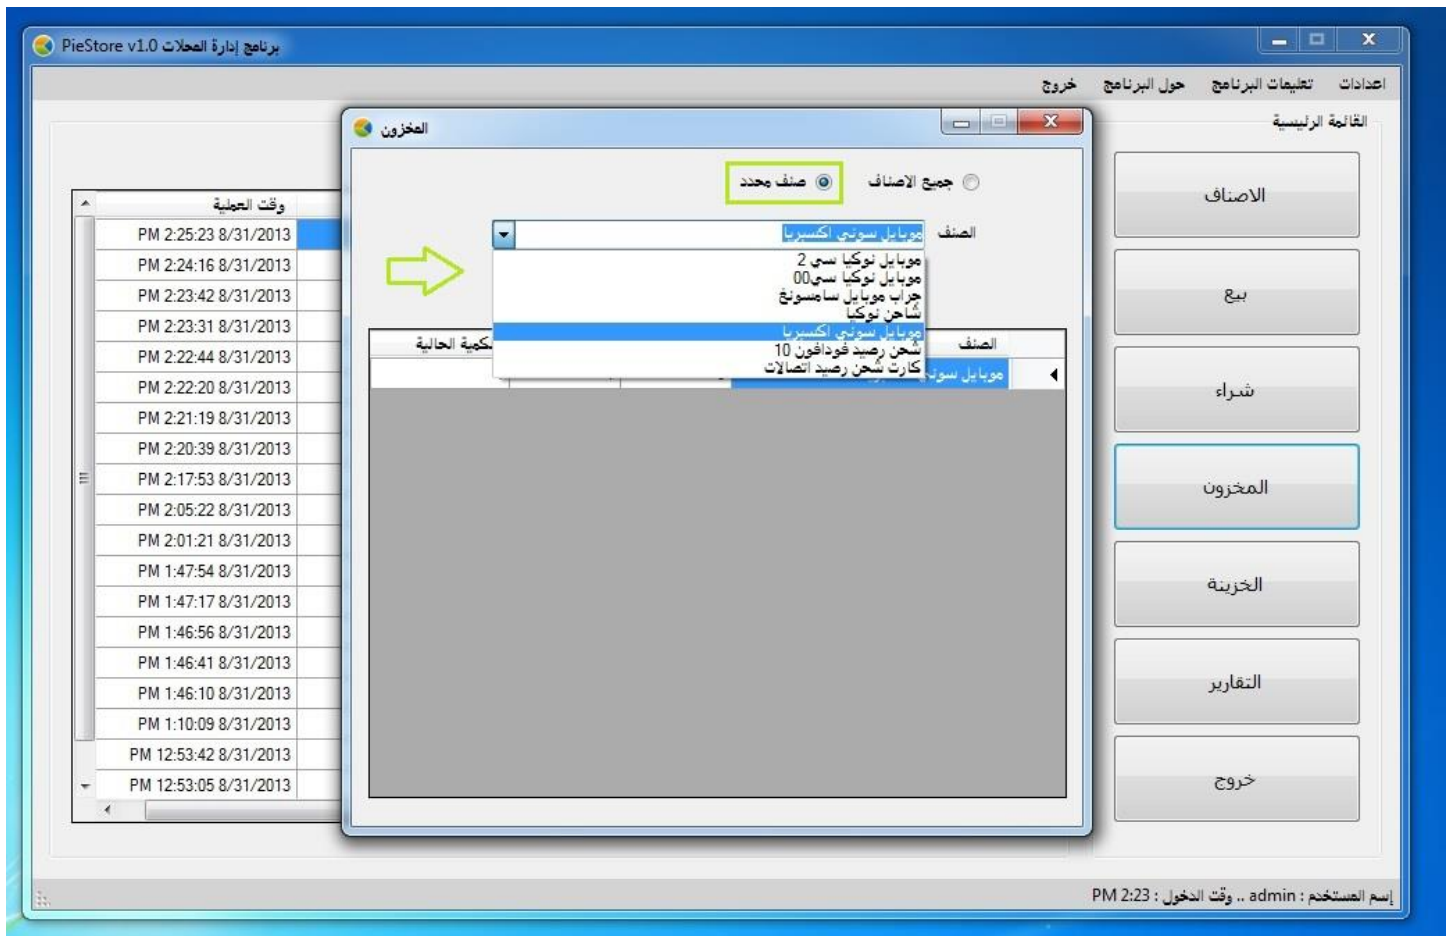 برنامج إدارة المحلات PieStore v1.0
اعدادات تعليمات البرنامج حول البرنامج خروج
القائمة الرئيسية
الاصناف
بيع
شراء
المخزون
الخزينة
التقارير
خروج
المخزون
جميع الاصناف صنف محدد
الصنف موبايل سوني اكسبريا
موبايل نوكيا سي 2
موبايل نوكيا سي00
جراب موبايل سامسونغ
شاحن نوكيا
موبايل سوني اكسبريا
شحن رصيد فودافون 10
كارت شحن رصيد اتصالات
الصنف الحالية
موبايل
وقت العملية
PM 2:25:23 8/31/2013
PM 2:24:16 8/31/2013
PM 2:23:42 8/31/2013
PM 2:23:31 8/31/2013
PM 2:22:44 8/31/2013
PM 2:22:20 8/31/2013
PM 2:21:19 8/31/2013
PM 2:20:39 8/31/2013
PM 2:17:53 8/31/2013
PM 2:05:22 8/31/2013
PM 2:01:21 8/31/2013
PM 1:47:54 8/31/2013
PM 1:47:17 8/31/2013
PM 1:46:56 8/31/2013
PM 1:46:41 8/31/2013
PM 1:46:10 8/31/2013
PM 1:10:09 8/31/2013
PM 12:53:42 8/31/2013
PM 12:53:05 8/31/2013
إسم المستخدم : admin .. وقت الدخول : 2:23 PM